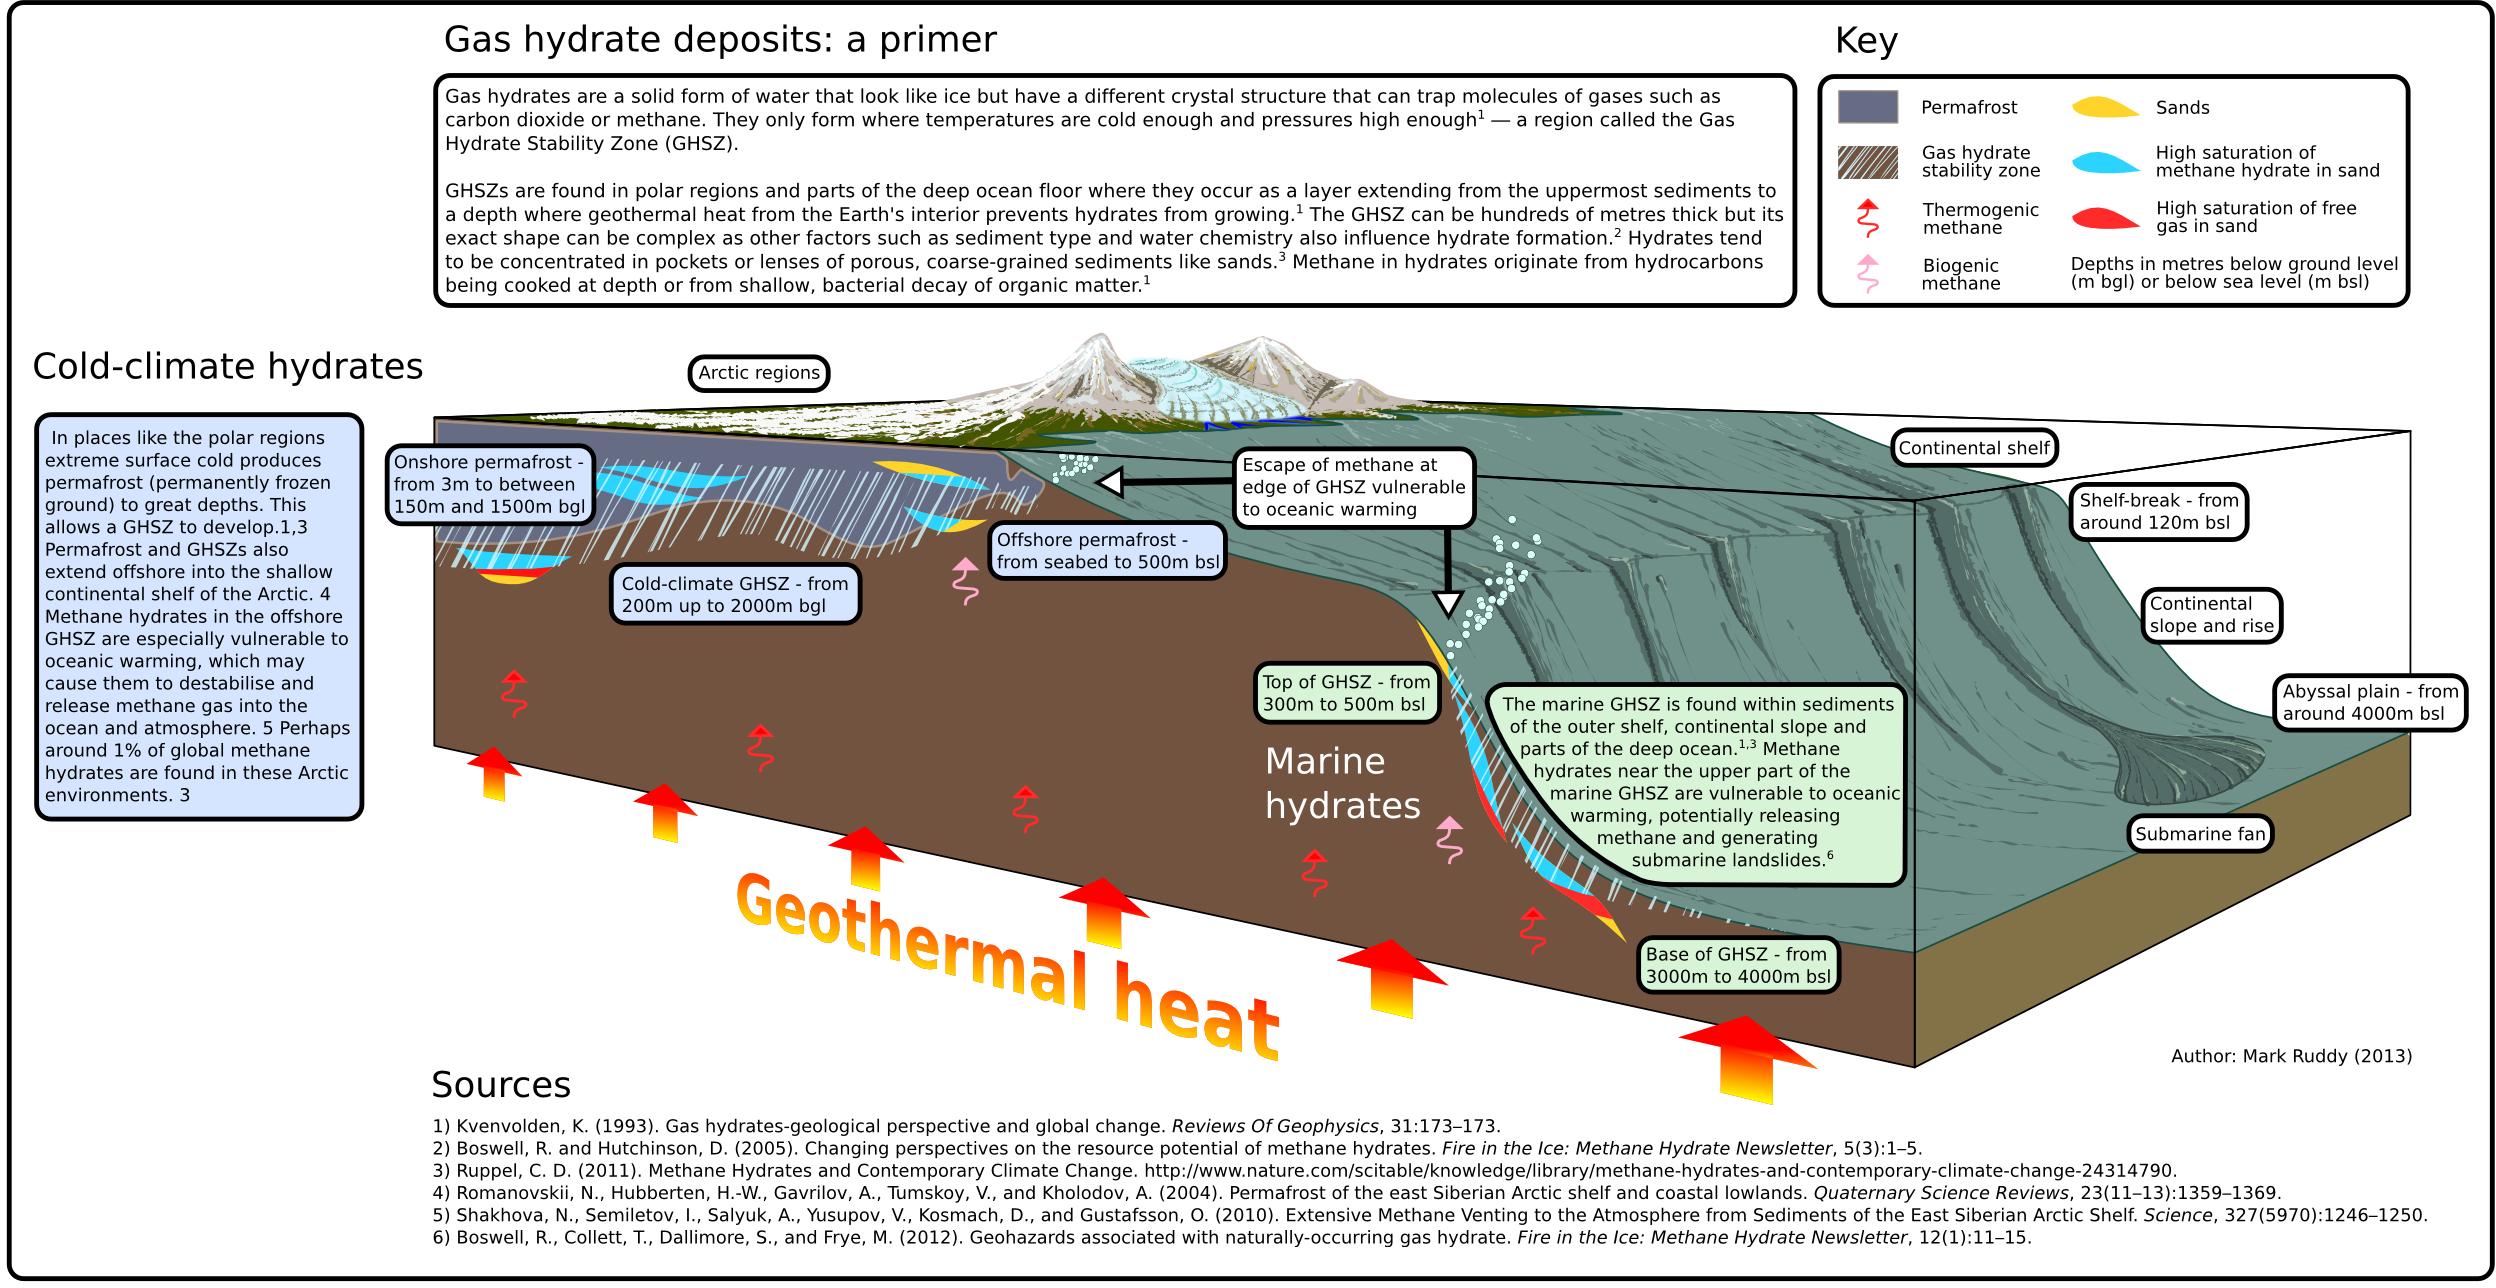 Gas hydrate deposits: a primer
Gas hydrates are a solid form of water that look like ice but have a different crystal structure that can trap molecules of gases such as
carbon dioxide or methane. They only form where temperatures are cold enough and pressures high enough¹ — a region called the Gas
Hydrate Stability Zone (GHSZ).
GHSZs are found in polar regions and parts of the deep ocean floor where they occur as a layer extending from the uppermost sediments to
a depth where geothermal heat from the Earth's interior prevents hydrates from growing.¹ The GHSZ can be hundreds of metres thick but its
exact shape can be complex as other factors such as sediment type and water chemistry also influence hydrate formation.² Hydrates tend
to be concentrated in pockets or lenses of porous, coarse-grained sediments like sands.³ Methane in hydrates originate from hydrocarbons
being cooked at depth or from shallow, bacterial decay of organic matter.¹
Key
Permafrost
Gas hydrate
stability zone
Thermogenic
methane
Biogenic
methane
Sands
High saturation of
methane hydrate in sand
High saturation of free
gas in sand
Depths in metres below ground level
(m bgl) or below sea level (m bsl)
Cold-climate hydrates
In places like the polar regions
extreme surface cold produces
permafrost (permanently frozen
ground) to great depths. This
allows a GHSZ to develop.1,3
Permafrost and GHSZs also
extend offshore into the shallow
continental shelf of the Arctic. 4
Methane hydrates in the offshore
GHSZ are especially vulnerable to
oceanic warming, which may
cause them to destabilise and
release methane gas into the
ocean and atmosphere. 5 Perhaps
around 1% of global methane
hydrates are found in these Arctic
environments. 3
Arctic regions
Onshore permafrost -
from 3m to between
150m and 1500m bgl
Cold-climate GHSZ - from
200m up to 2000m bgl
Offshore permafrost -
from seabed to 500m bsl
Escape of methane at
edge of GHSZ vulnerable
to oceanic warming
Continental shelf
Shelf-break - from
around 120m bsl
Continental
slope and rise
Abyssal plain - from
around 4000m bsl
Submarine fan
Top of GHSZ - from
300m to 500m bsl
Marine
hydrates
The marine GHSZ is found within sediments
of the outer shelf, continental slope and
parts of the deep ocean.¹,³ Methane
hydrates near the upper part of the
marine GHSZ are vulnerable to oceanic
warming, potentially releasing
methane and generating
submarine landslides.⁶
Base of GHSZ - from
3000m to 4000m bsl
Geothermal heat
Author: Mark Ruddy (2013)
Sources
1) Kvenvolden, K. (1993). Gas hydrates-geological perspective and global change. Reviews Of Geophysics, 31:173–173.
2) Boswell, R. and Hutchinson, D. (2005). Changing perspectives on the resource potential of methane hydrates. Fire in the Ice: Methane Hydrate Newsletter, 5(3):1–5.
3) Ruppel, C. D. (2011). Methane Hydrates and Contemporary Climate Change. http://www.nature.com/scitable/knowledge/library/methane-hydrates-and-contemporary-climate-change-24314790.
4) Romanovskii, N., Hubberten, H.-W., Gavrilov, A., Tumskoy, V., and Kholodov, A. (2004). Permafrost of the east Siberian Arctic shelf and coastal lowlands. Quaternary Science Reviews, 23(11–13):1359–1369.
5) Shakhova, N., Semiletov, I., Salyuk, A., Yusupov, V., Kosmach, D., and Gustafsson, O. (2010). Extensive Methane Venting to the Atmosphere from Sediments of the East Siberian Arctic Shelf. Science, 327(5970):1246–1250.
6) Boswell, R., Collett, T., Dallimore, S., and Frye, M. (2012). Geohazards associated with naturally-occurring gas hydrate. Fire in the Ice: Methane Hydrate Newsletter, 12(1):11–15.